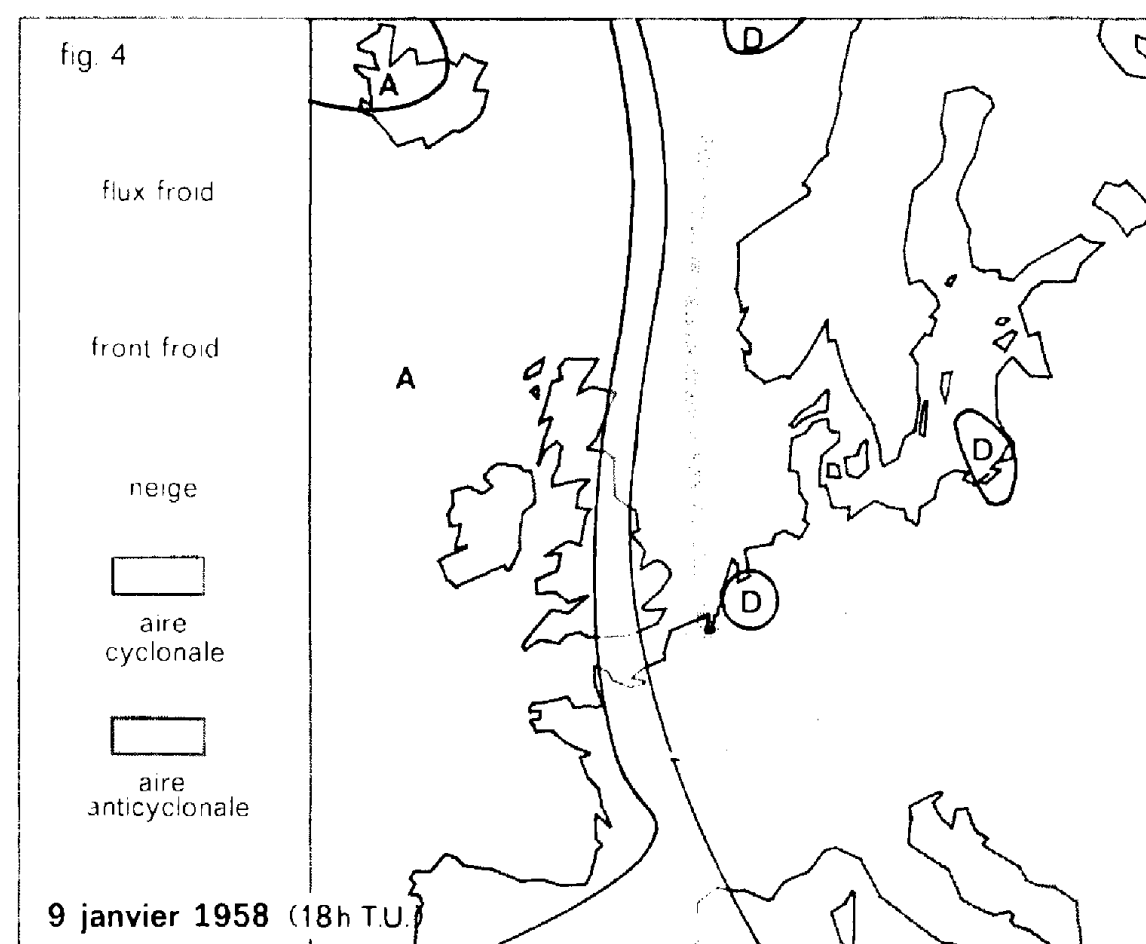 fig. 4
flux froid
front froid
neige
aire
cyclonale
aire
anticyclonale
9 janvier 1958 (18h T.U.)
A
D
A
D
D